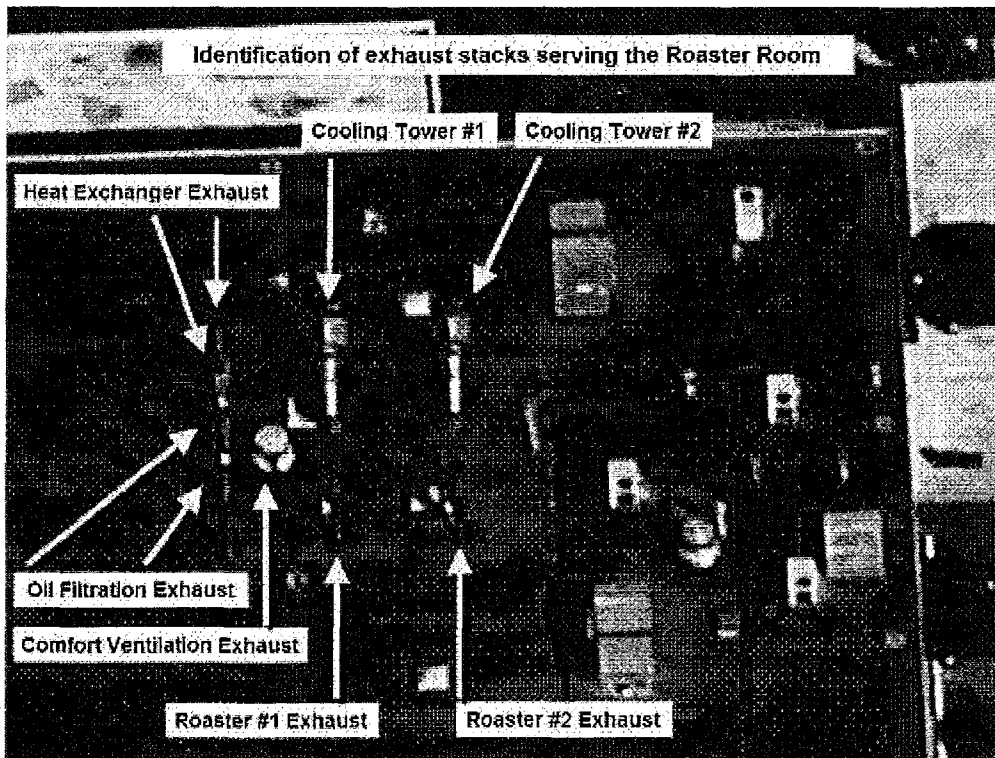 Identification of exhaust stacks serving the Roaster Room
Cooling Tower #1
Cooling Tower #2
Heat Exchanger Exhaust
Oil Filtration Exhaust
Comfort Ventilation Exhaust
Roaster #1 Exhaust
Roaster #2 Exhaust